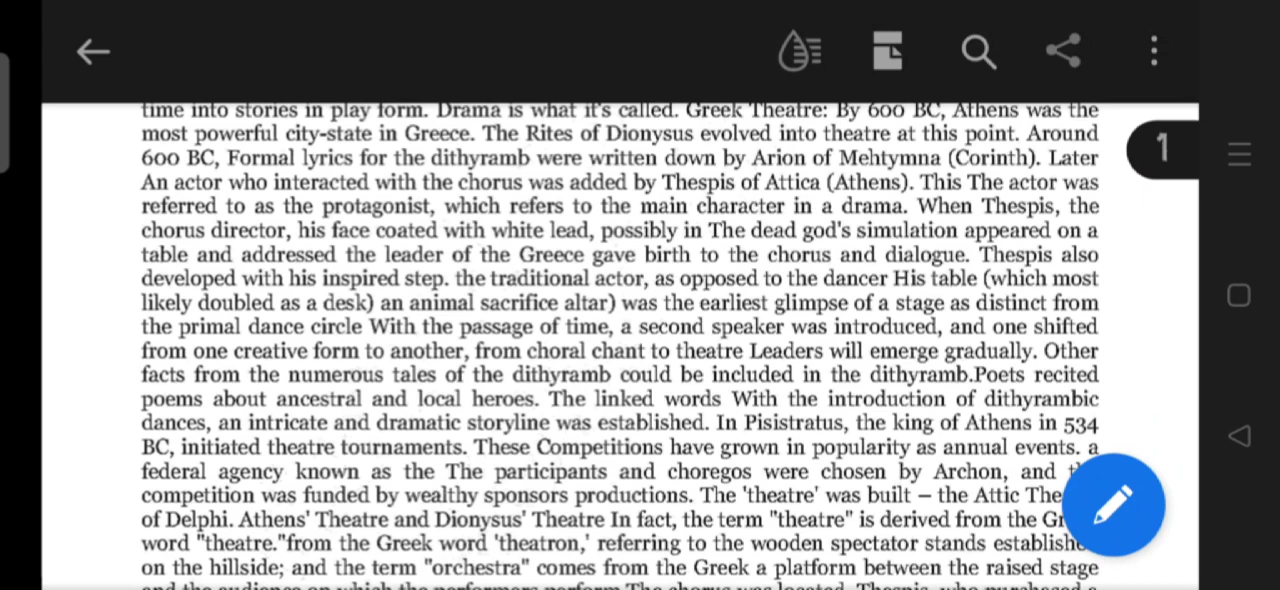 time into stories in play form. Drama is what it's called. Greek Theatre: By 600 BC, Athens was the
1
most powerful city-state in Greece. The Rites of Dionysus evolved into theatre at this point. Around
600 BC, Formal lyrics for the dithyramb were written down by Arion of Mehtymna (Corinth). Later
An actor who interacted with the chorus was added by Thespis of Attica (Athens). This The actor was
referred to as the protagonist, which refers to the main character in a drama. When Thespis, the
chorus director, his face coated with white lead, possibly in The dead god's simulation appeared on a
table and addressed the leader of the Greece gave birth to the chorus and dialogue. Thespis also
developed with his inspired step. the traditional actor, as opposed to the dancer His table (which most
likely doubled as a desk) an animal sacrifice altar) was the earliest glimpse of a stage as distinct from
the primal dance circle With the passage of time, a second speaker was introduced, and one shifted
from one creative form to another, from choral chant to theatre Leaders will emerge gradually. Other
facts from the numerous tales of the dithyramb could be included in the dithyramb.Poets recited
poems about ancestral and local heroes. The linked words With the introduction of dithyrambic
dances, an intricate and dramatic storyline was established. In Pisistratus, the king of Athens in 534
BC, initiated theatre tournaments. These Competitions have grown in popularity as annual events. a
federal agency known as the The participants and choregos were chosen by Archon, and
competition was funded by wealthy sponsors productions. The 'theatre' was built – the Attic
of Delphi. Athens' Theatre and Dionysus' Theatre In fact, the term "theatre" is derived from the
word "theatre."from the Greek word 'theatron,' referring to the wooden spectator stands
on the hillside; and the term "orchestra" comes from the Greek a platform between the raised stage